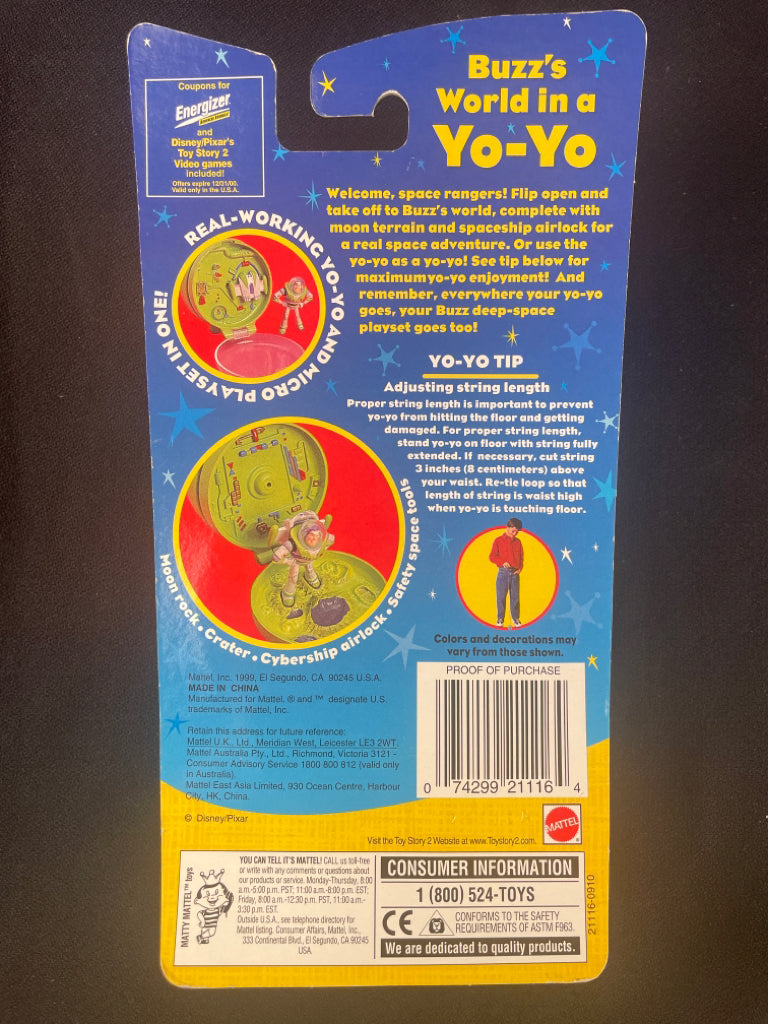 Coupons for
Energizer
and
Disney/Pixar's
Toy Story 2
Video games
included!
Offers expire 12/31/00.
Valid only in the U.S.A.
Buzz's
World in a
Yo-Yo
Welcome, space rangers! Flip open and
take off to Buzz's world, complete with
moon terrain and spaceship airlock for
a real space adventure. Or use the
yo-yo as a yo-yo! See tip below for
maximum yo-yo enjoyment! And
remember, everywhere your yo-yo
goes, your Buzz deep-space
playset goes too!
REAL-WORKING YO-YO AND MICRO PLAYSET IN ONE!
YO-YO TIP
Adjusting string length
Proper string length is important to prevent
yo-yo from hitting the floor and getting
damaged. For proper string length,
stand yo-yo on floor with string fully
extended. If necessary, cut string
3 inches (8 centimeters) above
your waist. Re-tie loop so that
length of string is waist high
when yo-yo is touching floor.
Moon rock • Crater • Cybership airlock • Safety space tools
Colors and decorations may
vary from those shown.
Mattel, Inc. 1999, El Segundo, CA 90245 U.S.A.
MADE IN CHINA
Manufactured for Mattel. ® and ™ designate U.S.
trademarks of Mattel, Inc.
Retain this address for future reference:
Mattel U.K., Ltd., Meridian West, Leicester LE3 2WT.
Mattel Australia Pty., Ltd., Richmond, Victoria 3121 -
Consumer Advisory Service 1800 800 812 (valid only
in Australia).
Mattel East Asia Limited, 930 Ocean Centre, Harbour
City, HK, China.
© Disney/Pixar
PROOF OF PURCHASE
0 74299 21116 4
MATTEL
Visit the Toy Story 2 Website at www.Toystory2.com.
MATTY MATTEL™ toys
YOU CAN TELL IT'S MATTEL! CALL us toll-free
or write with any comments or questions about
our products or service. Monday-Thursday, 8:00
a.m.-5:00 p.m. PST; 11:00 a.m.-8:00 p.m. EST;
Friday, 8:00 a.m.-12:30 p.m. PST, 11:00 a.m.-
3:30 p.m. EST.
Outside U.S.A., see telephone directory for
Mattel listing. Consumer Affairs, Mattel, Inc.,
333 Continental Blvd., El Segundo, CA 90245
USA.
CONSUMER INFORMATION
1 (800) 524-TOYS
CE
CONFORMS TO THE SAFETY
REQUIREMENTS OF ASTM F963.
We are dedicated to quality products.
21116-0910